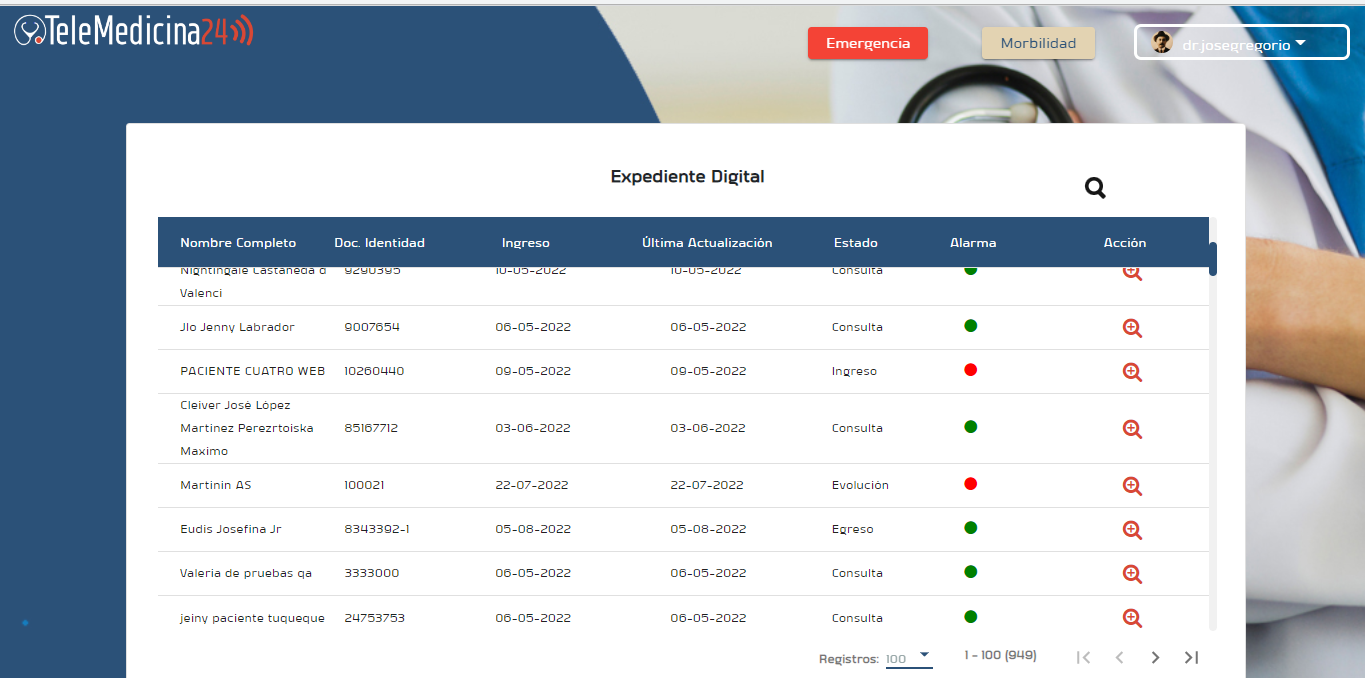 TeleMedicina24
Emergencia
Morbilidad
dr.josegregorio
Expediente Digital
Nombre Completo Doc. Identidad Ingreso Última Actualización Estado Alarma Acción
Nightingale Castañeda d 9290395 10-05-2022 10-05-2022 Consulta
Valenci
Jlo Jenny Labrador 9007654 06-05-2022 06-05-2022 Consulta
PACIENTE CUATRO WEB 10260440 09-05-2022 09-05-2022 Ingreso
Cleiver José López
Martinez Perezrtoiska 85167712 03-06-2022 03-06-2022 Consulta
Maximo
Martinin AS 100021 22-07-2022 22-07-2022 Evolución
Eudis Josefina Jr 8343392-1 05-08-2022 05-08-2022 Egreso
Valeria de pruebas qa 3333000 06-05-2022 06-05-2022 Consulta
jeiny paciente tuqueque 24753753 06-05-2022 06-05-2022 Consulta
Registros: 100 1 - 100 (949)